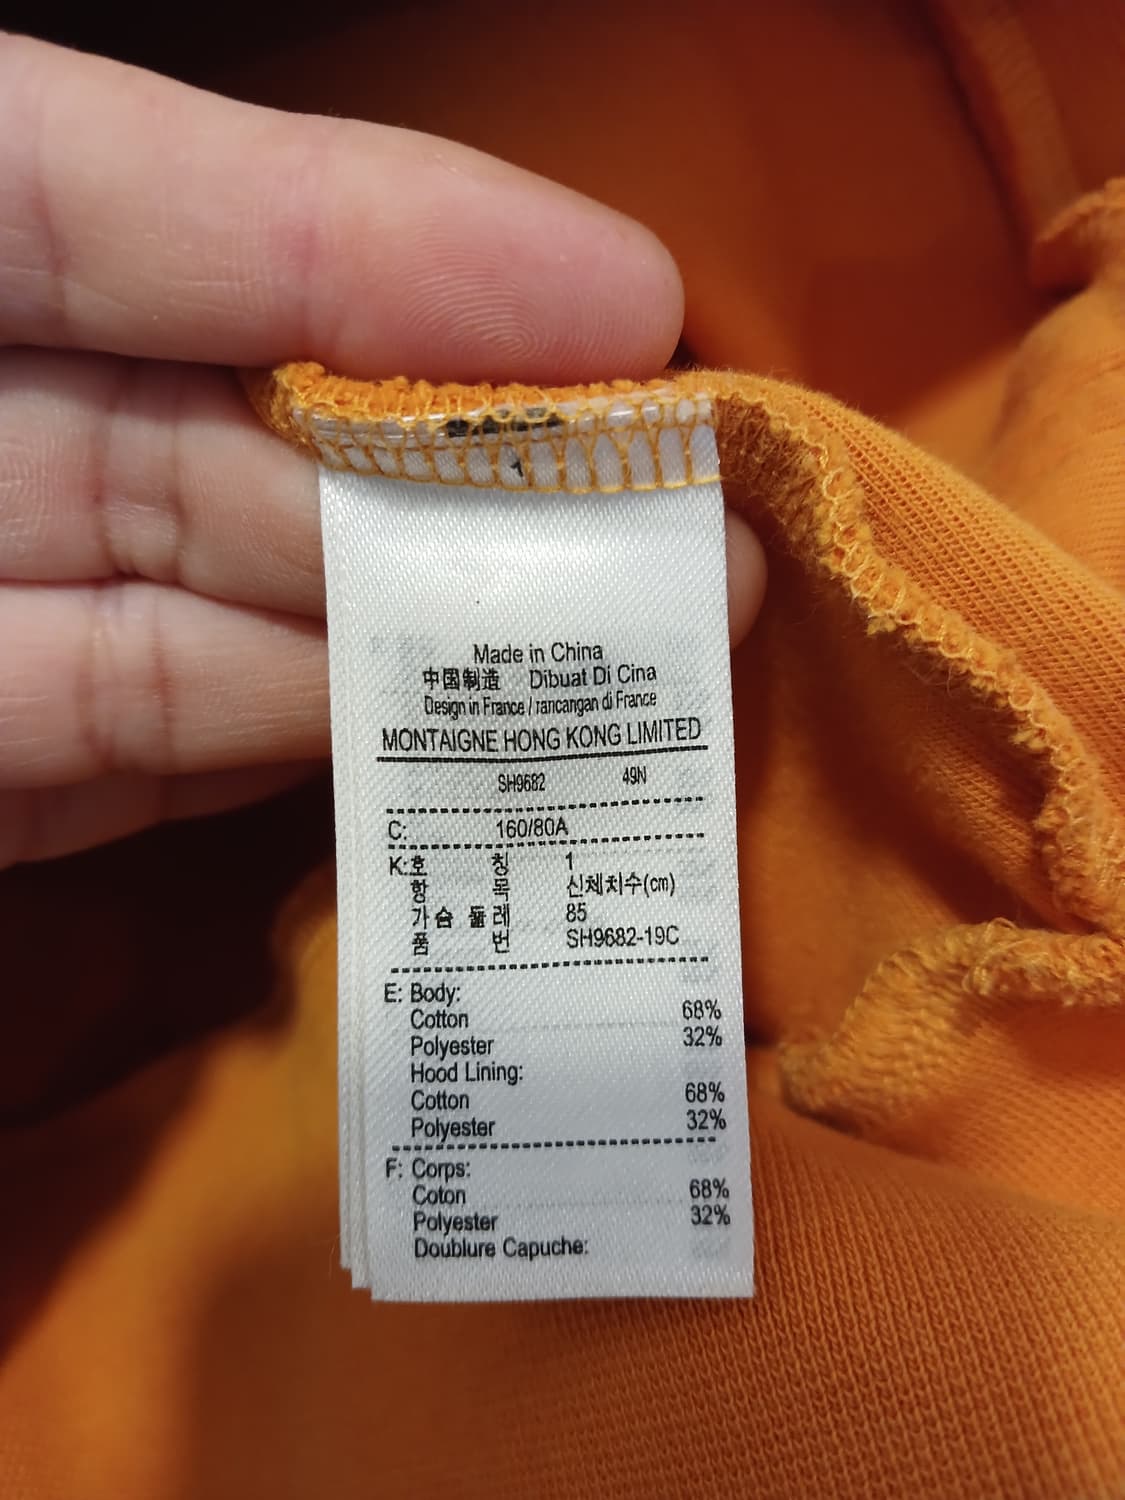 1
Made in China
中国制造 Dibuat Di Cina
Design in France / rancangan di France
MONTAIGNE HONG KONG LIMITED
SH9682 49N
C: 160/80A
K:호 칭 1
항 목 신체치수(cm)
가슴 둘레 85
품 번 SH9682-19C
E: Body:
Cotton 68%
Polyester 32%
Hood Lining:
Cotton 68%
Polyester 32%
F: Corps:
Coton 68%
Polyester 32%
Doublure Capuche: